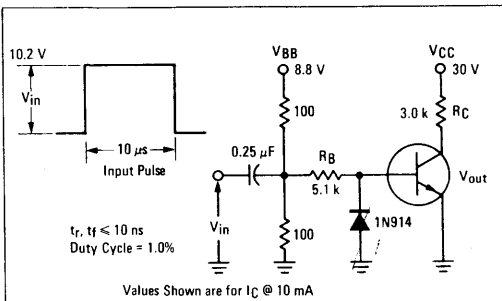 10.2 V
Vin
10 µs
Input Pulse
tr, tf ⩽ 10 ns
Duty Cycle = 1.0%
VBB
8.8 V
100
0.25 µF
RB
5.1 k
Vin
100
1N914
VCC
30 V
3.0 k
RC
Vout
Values Shown are for IC @ 10 mA